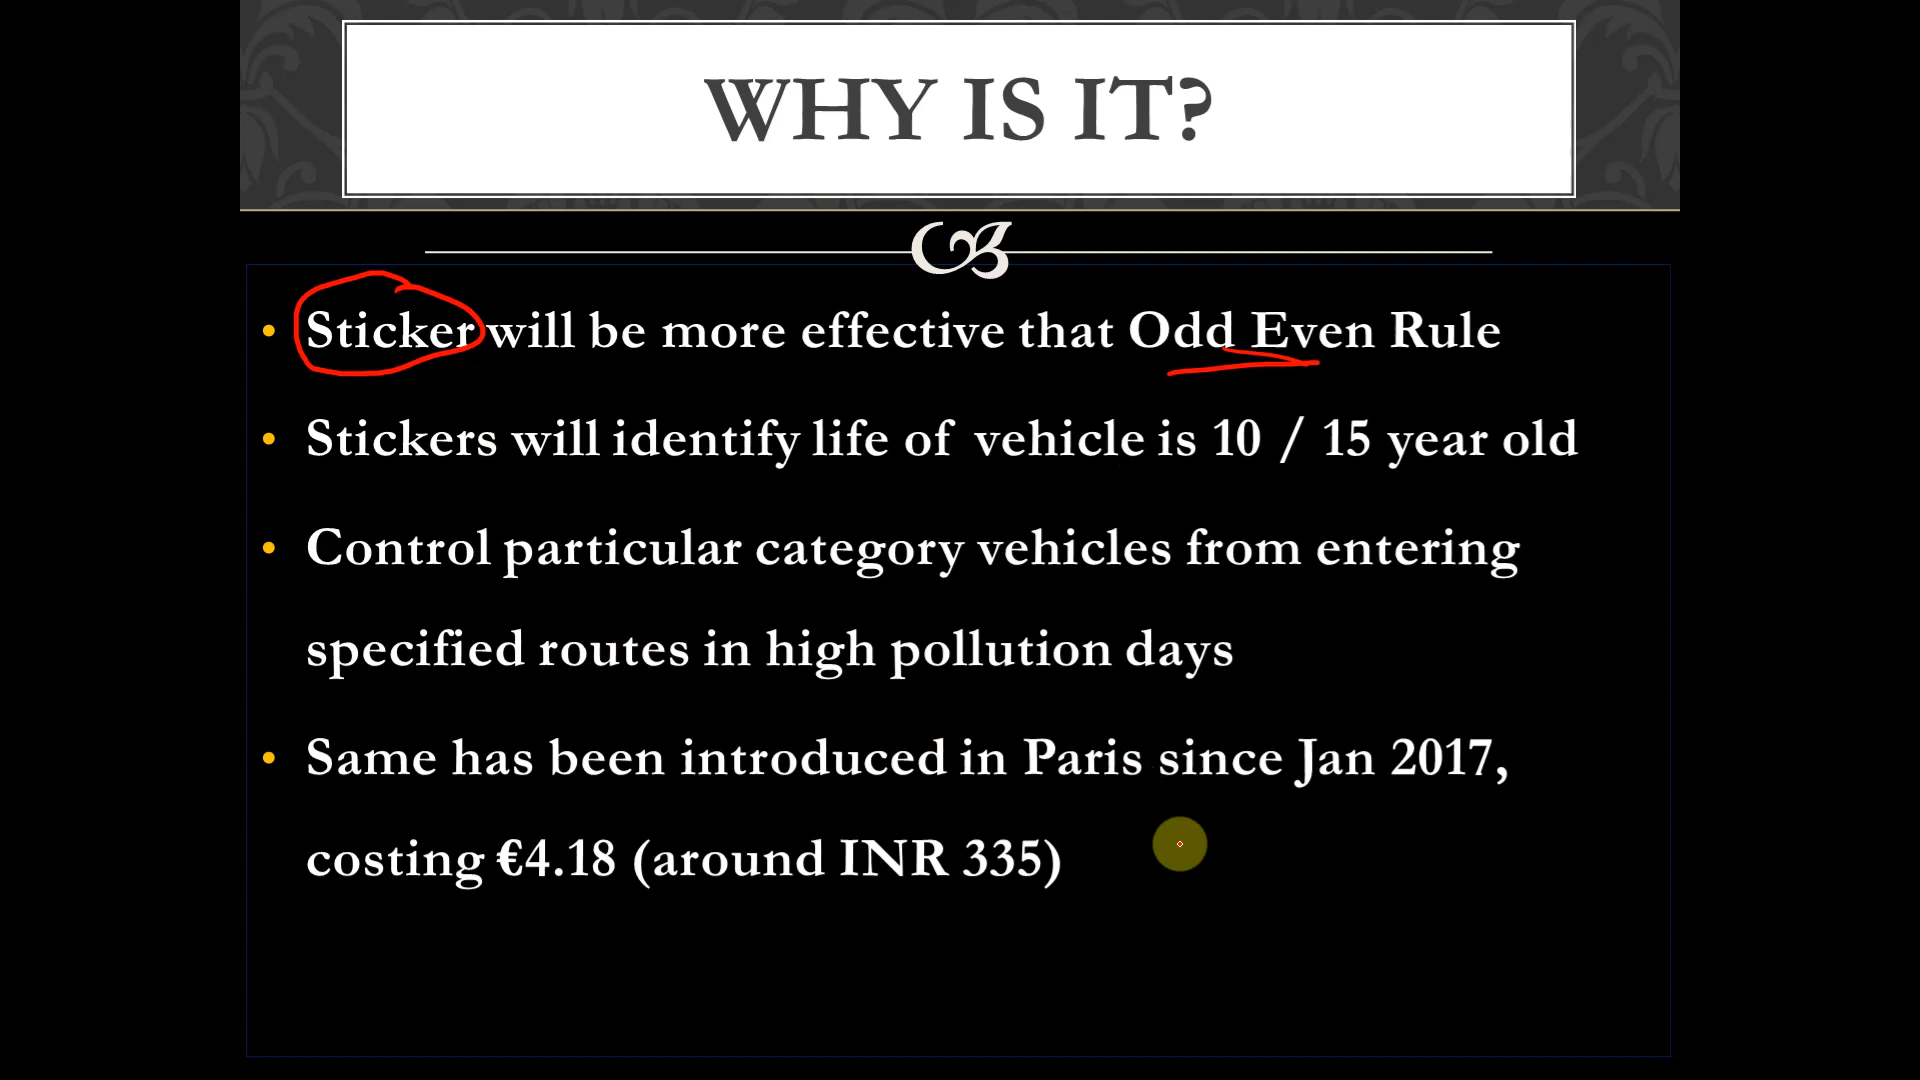 WHY IS IT?
• Sticker will be more effective that Odd Even Rule
• Stickers will identify life of vehicle is 10 / 15 year old
• Control particular category vehicles from entering
specified routes in high pollution days
• Same has been introduced in Paris since Jan 2017,
costing €4.18 (around INR 335)